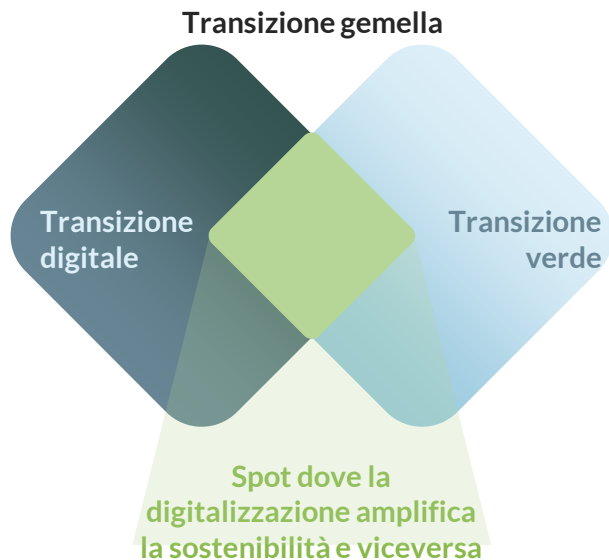 Transizione gemella
Transizione
digitale
Transizione
verde
Spot dove la
digitalizzazione amplifica
la sostenibilità e viceversa